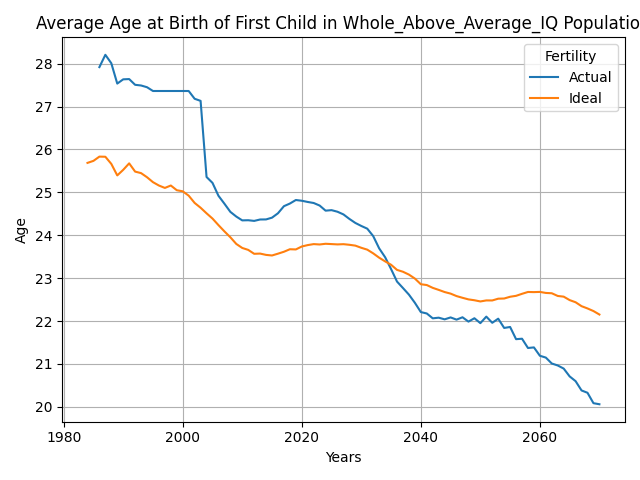 Average Age at Birth of First Child in Whole_Above_Average_IQ Populatio
Fertility
Actual
Ideal
28
27
26
25
24
23
22
21
20
Age
1980
2000
2020
2040
2060
Years